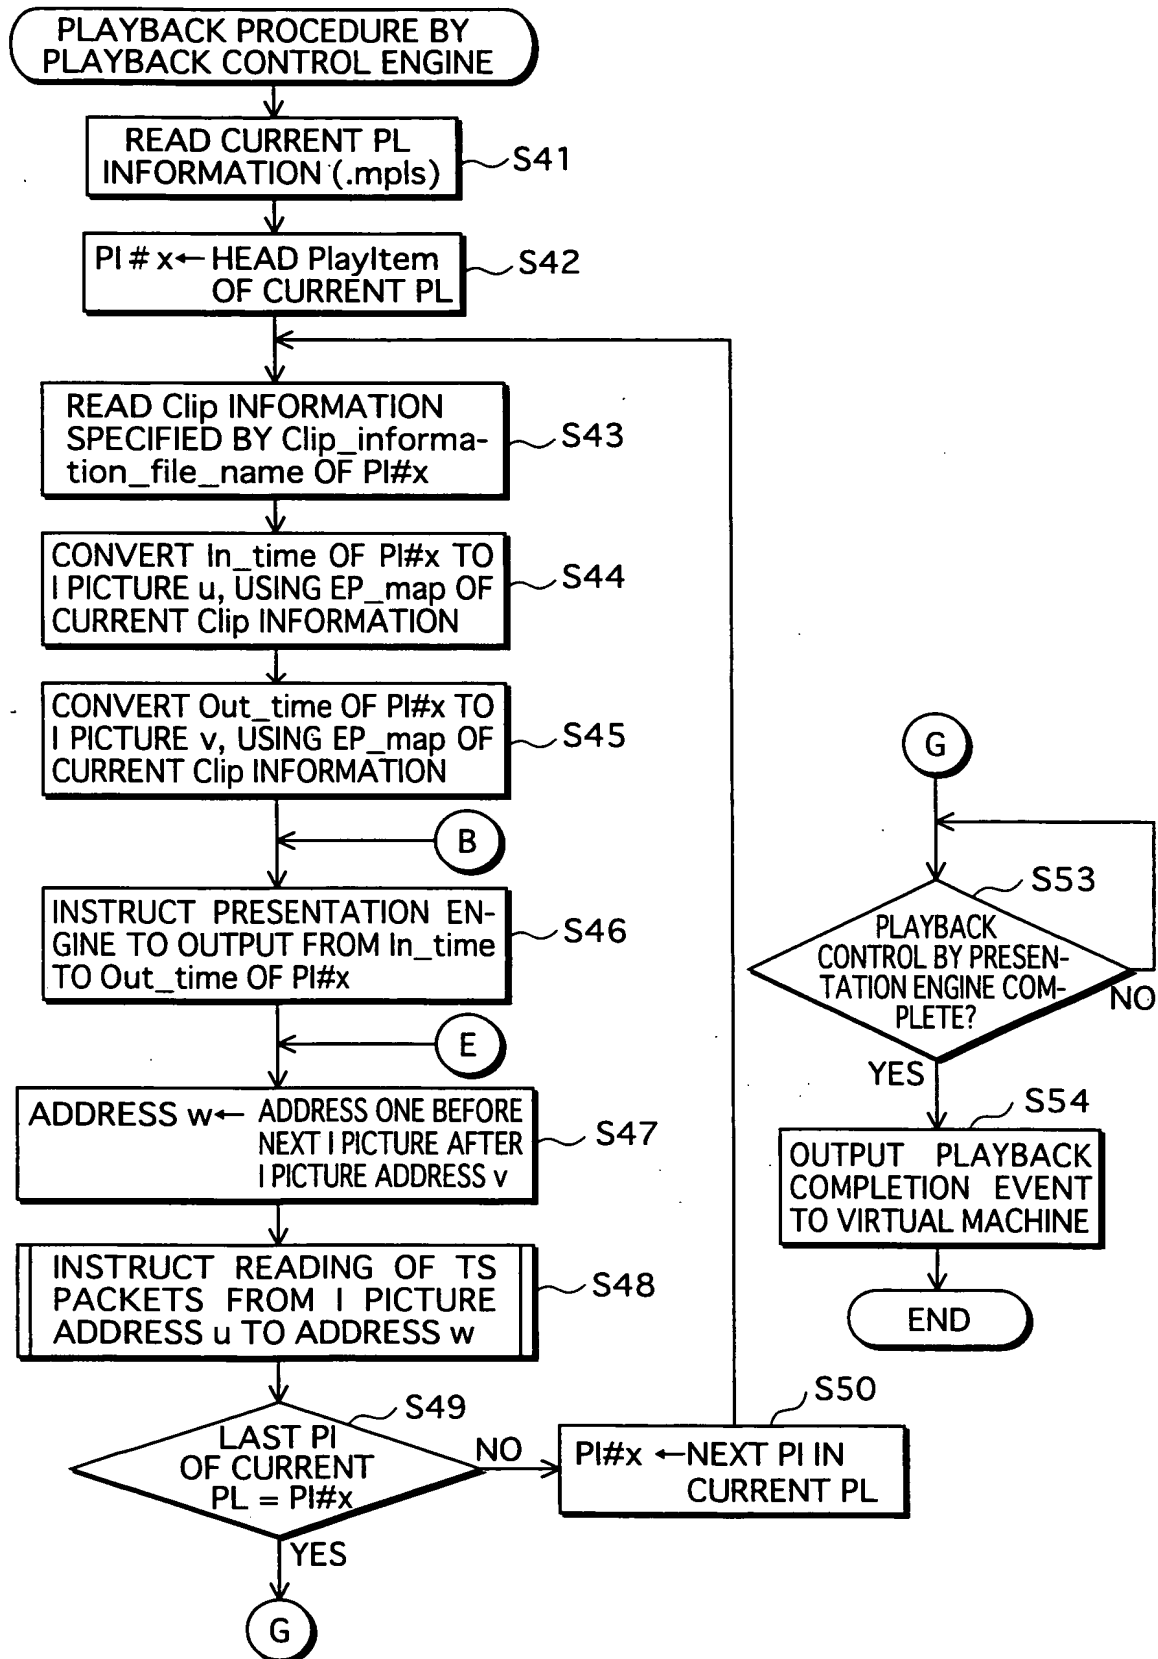 PLAYBACK PROCEDURE BY
PLAYBACK CONTROL ENGINE
READ CURRENT PL
INFORMATION (.mpls)
S41
PI # x← HEAD PlayItem
OF CURRENT PL
S42
READ Clip INFORMATION
SPECIFIED BY Clip_informa-
tion_file_name OF PI#x
S43
CONVERT In_time OF PI#x TO
I PICTURE u, USING EP_map OF
CURRENT Clip INFORMATION
S44
CONVERT Out_time OF PI#x TO
I PICTURE v, USING EP_map OF
CURRENT Clip INFORMATION
S45
B
INSTRUCT PRESENTATION EN-
GINE TO OUTPUT FROM In_time
TO Out_time OF PI#x
S46
E
ADDRESS w← ADDRESS ONE BEFORE
NEXT I PICTURE AFTER
I PICTURE ADDRESS v
S47
INSTRUCT READING OF TS
PACKETS FROM I PICTURE
ADDRESS u TO ADDRESS w
S48
S49
LAST PI
OF CURRENT
PL = PI#x
NO
YES
G
S50
PI#x ←NEXT PI IN
CURRENT PL
G
S53
PLAYBACK
CONTROL BY PRESEN-
TATION ENGINE COM-
PLETE?
NO
YES
S54
OUTPUT PLAYBACK
COMPLETION EVENT
TO VIRTUAL MACHINE
END